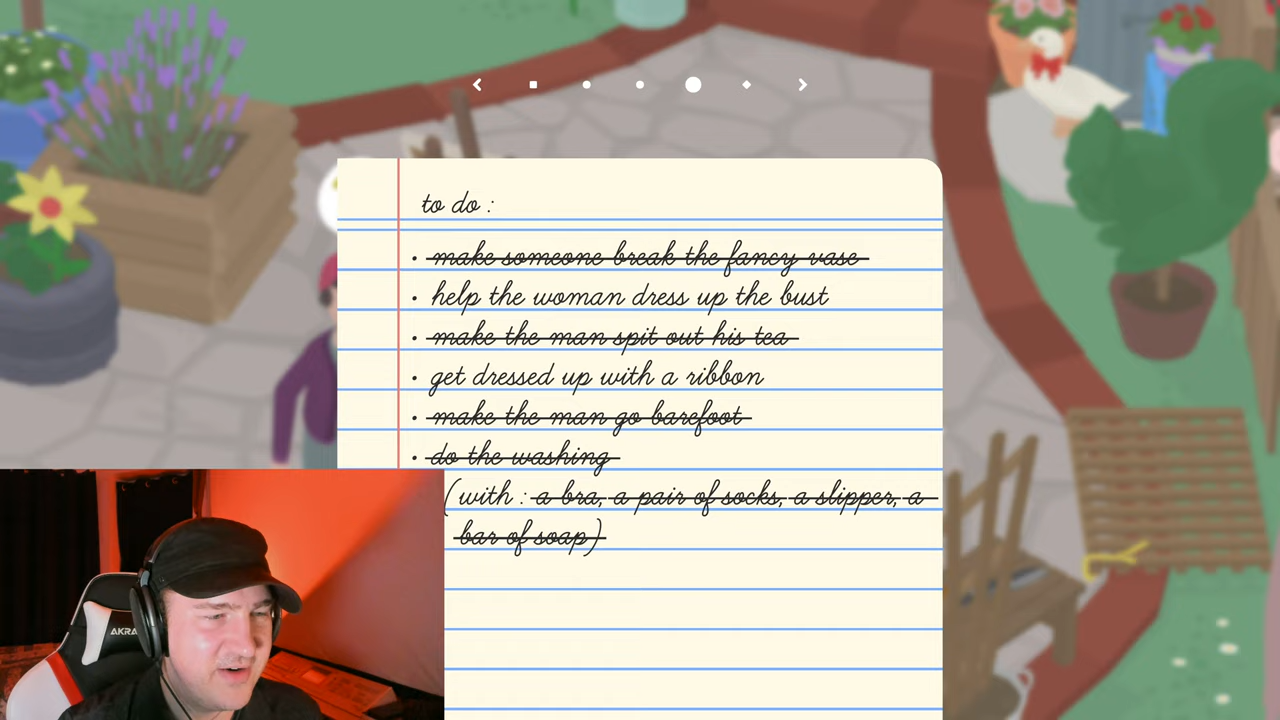 to do :
• make someone break the fancy vase
• help the woman dress up the bust
• make the man spit out his tea
• get dressed up with a ribbon
• make the man go barefoot
• do the washing
(with : a bra, a pair of socks, a slipper, a
bar of soap)
AKRA